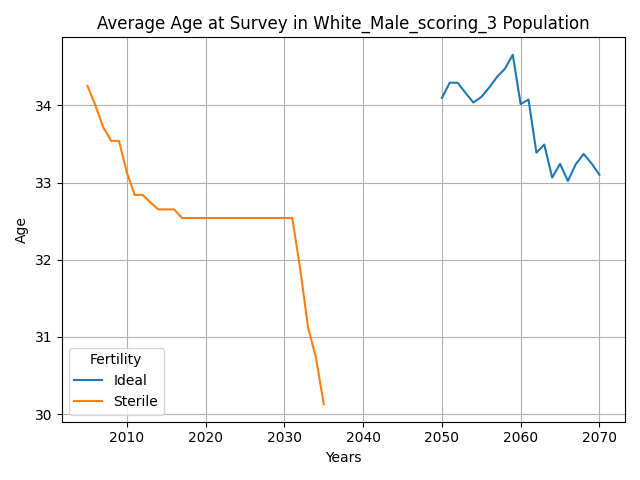 Average Age at Survey in White_Male_scoring_3 Population
Age
34
33
32
31
30
Fertility
Ideal
Sterile
2010 2020 2030 2040 2050 2060 2070
Years